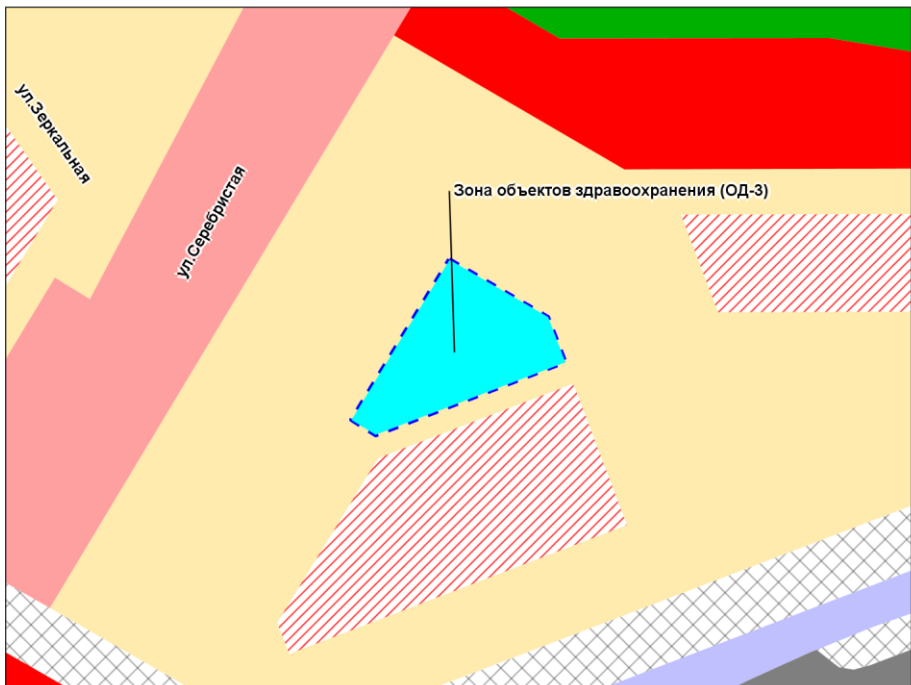 ул.Зеркальная
ул.Серебристая
Зона объектов здравоохранения (ОД-3)